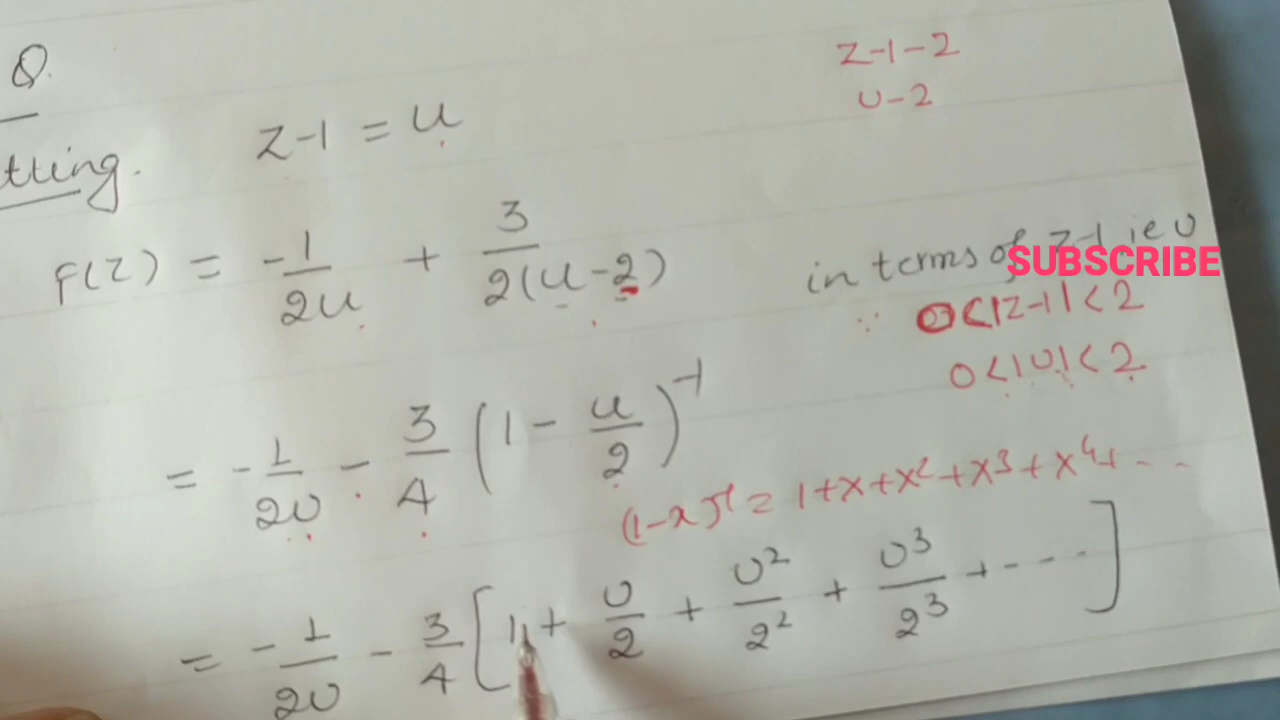 Q.
z-1-2
u-2
z-1 = u
tting.
F(z) = -1/2u + 3/2(u-2)
in terms of z-1 ie u
SUBSCRIBE
∵ 0<|z-1|<2
0<|u|<2
= -1/2u - 3/4 (1 - u/2)^-1
(1-x)^-1 = 1+x+x^2+x^3+x^4+...
= -1/2u - 3/4 [1 + u/2 + u^2/2^2 + u^3/2^3 + ----]